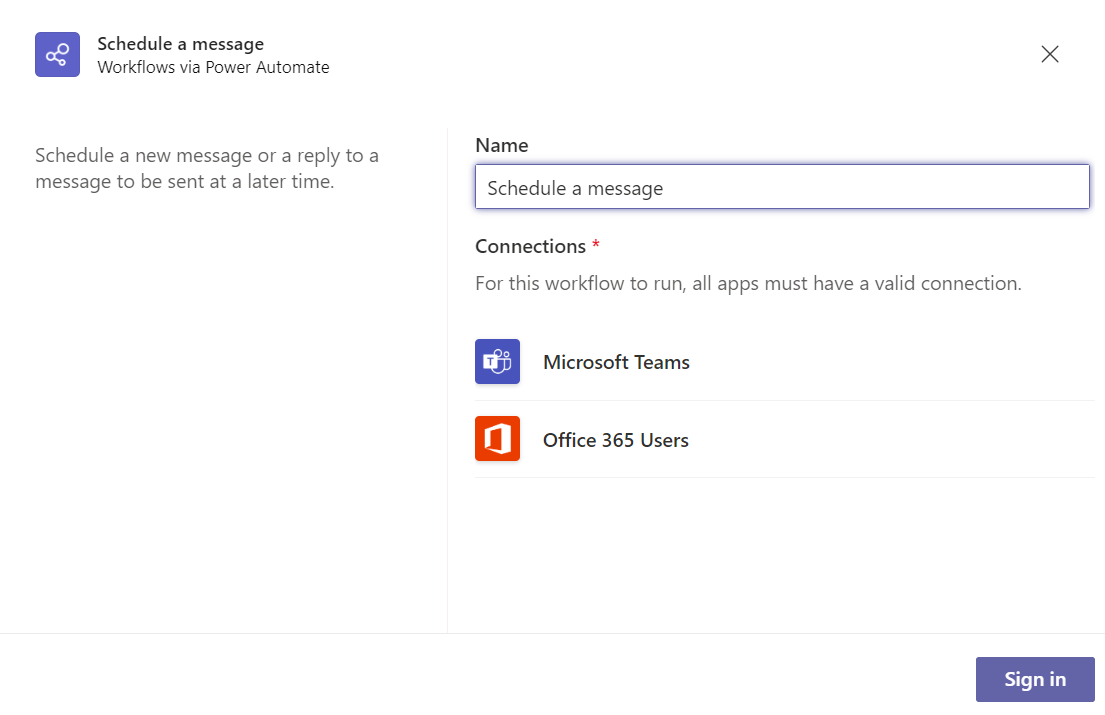 Schedule a message
Workflows via Power Automate
Schedule a new message or a reply to a
message to be sent at a later time.
Name
Schedule a message
Connections *
For this workflow to run, all apps must have a valid connection.
Microsoft Teams
Office 365 Users
Sign in